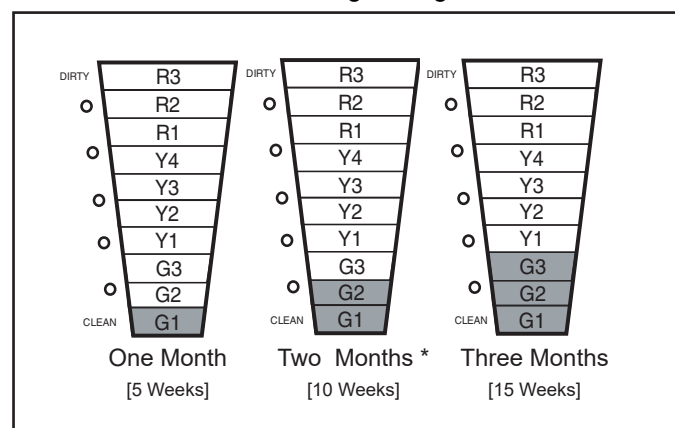 DIRTY R3
R2
R1
Y4
Y3
Y2
Y1
G3
G2
CLEAN G1
One Month
[5 Weeks]
DIRTY R3
R2
R1
Y4
Y3
Y2
Y1
G3
G2
G1
Two Months *
[10 Weeks]
DIRTY R3
R2
R1
Y4
Y3
Y2
Y1
G3
G2
CLEAN G1
Three Months
[15 Weeks]